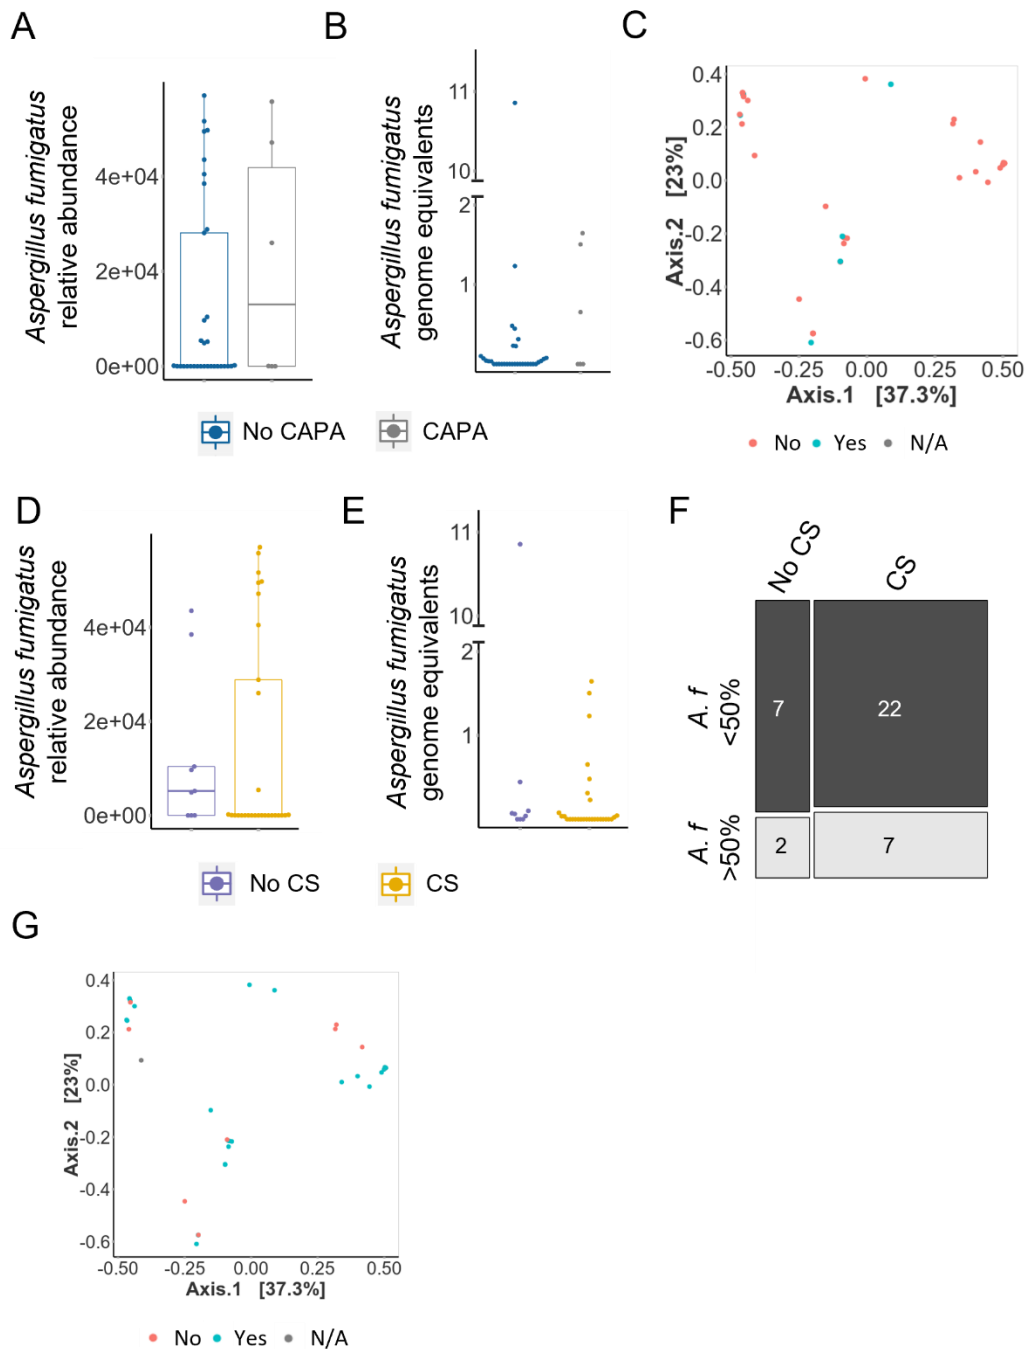 A
B
C
Aspergillus fumigatus
relative abundance
4e+04
2e+04
0e+00
Aspergillus fumigatus
genome equivalents
11
10
2
1
Axis.2 [23%]
0.4
0.2
0.0
-0.2
-0.4
-0.6
-0.50 -0.25 0.00 0.25 0.50
Axis.1 [37.3%]
No CAPA CAPA
No Yes N/A
D
E
F
Aspergillus fumigatus
relative abundance
4e+04
2e+04
0e+00
Aspergillus fumigatus
genome equivalents
11
10
2
1
No CS
CS
A. f
<50%
7
22
A. f
>50%
2
7
No CS CS
G
Axis.2 [23%]
0.4
0.2
0.0
-0.2
-0.4
-0.6
-0.50 -0.25 0.00 0.25 0.50
Axis.1 [37.3%]
No Yes N/A